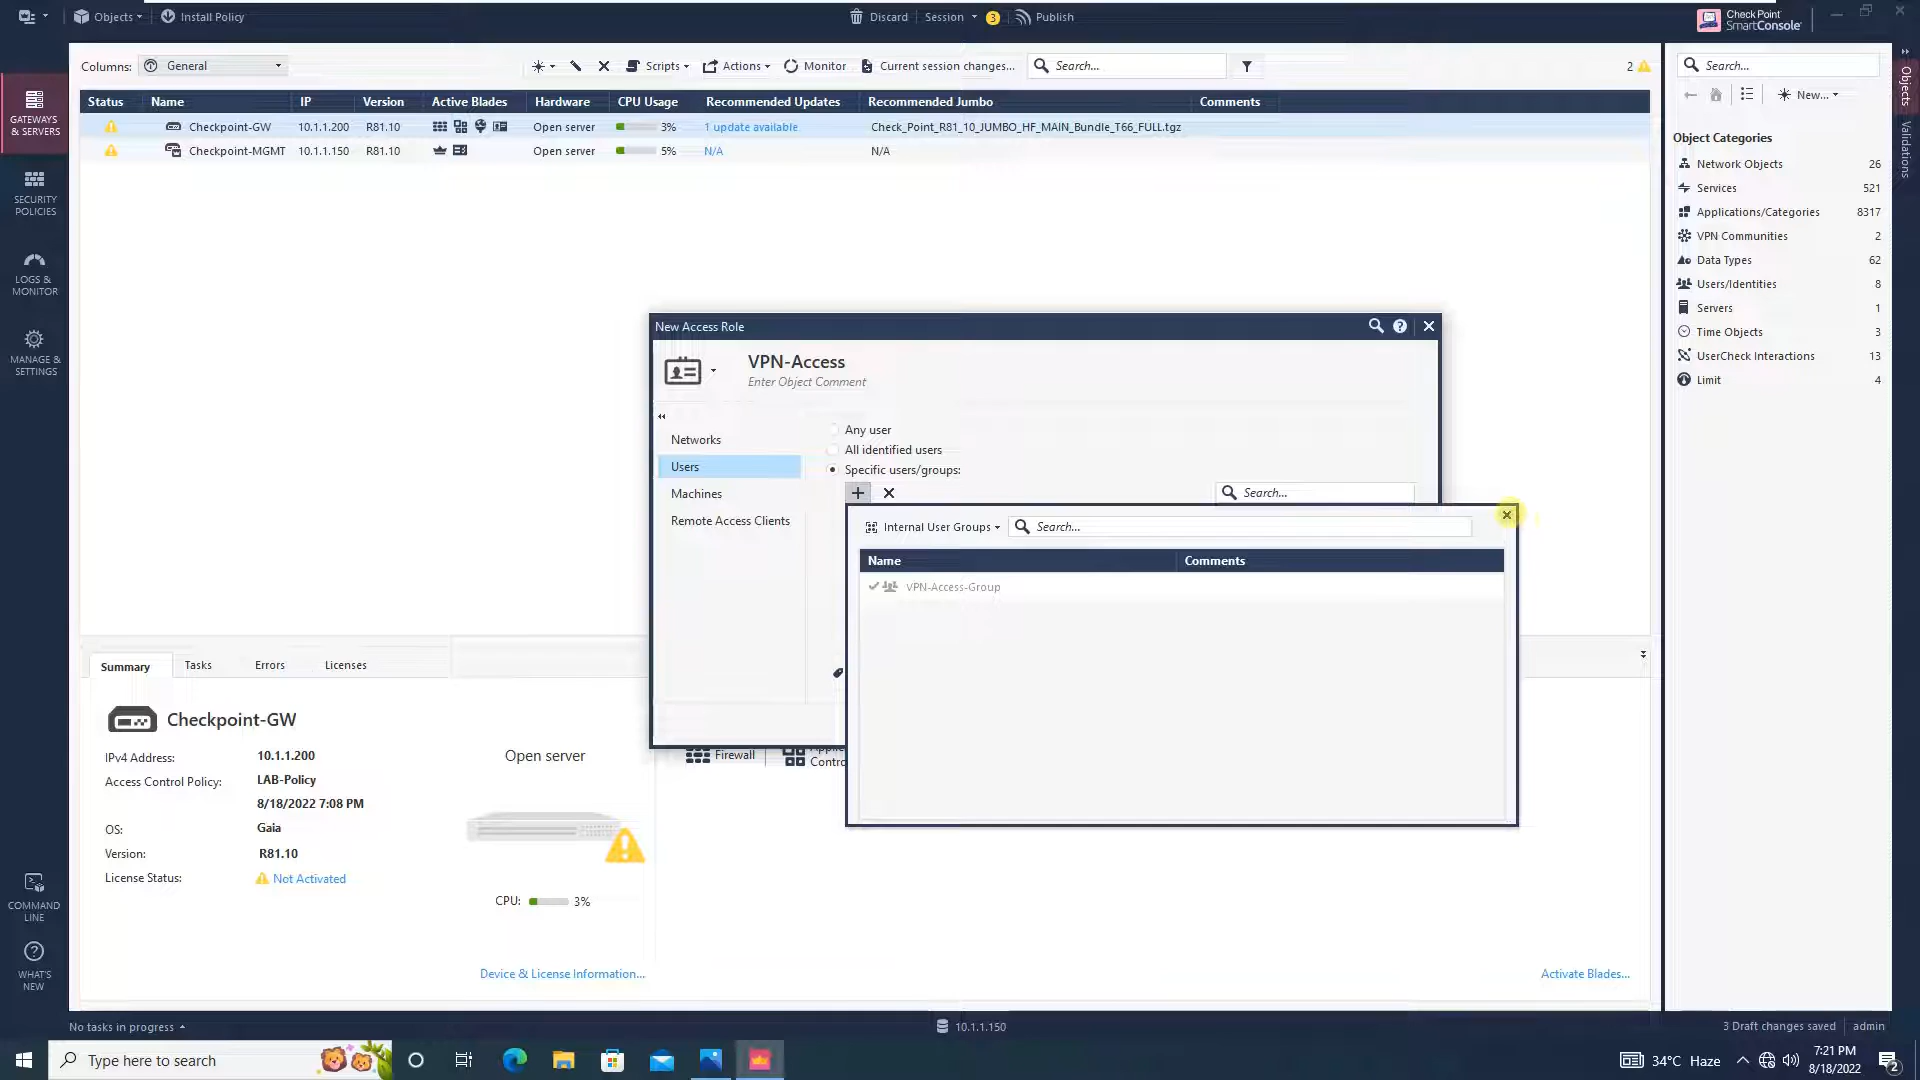 Objects
Install Policy
Discard
Session
3
Publish
Check Point
SmartConsole
Columns:
General
Scripts
Actions
Monitor
Current session changes...
Search...
2
Status
Name
IP
Version
Active Blades
Hardware
CPU Usage
Recommended Updates
Recommended Jumbo
Comments
Checkpoint-GW
10.1.1.200
R81.10
Open server
3%
1 update available
Check_Point_R81_10_JUMBO_HF_MAIN_Bundle_T66_FULL.tgz
Checkpoint-MGMT
10.1.1.150
R81.10
Open server
5%
N/A
N/A
GATEWAYS
& SERVERS
SECURITY
POLICIES
LOGS &
MONITOR
MANAGE &
SETTINGS
COMMAND
LINE
WHAT'S
NEW
New Access Role
VPN-Access
Enter Object Comment
Networks
Users
Machines
Remote Access Clients
Any user
All identified users
Specific users/groups:
Search...
Internal User Groups
Search...
Name
Comments
VPN-Access-Group
Firewall
Contro
Summary
Tasks
Errors
Licenses
Checkpoint-GW
IPv4 Address:
10.1.1.200
Access Control Policy:
LAB-Policy
8/18/2022 7:08 PM
OS:
Gaia
Version:
R81.10
License Status:
Not Activated
Open server
CPU:
3%
Device & License Information...
Activate Blades...
Search...
New...
Object Categories
Network Objects
26
Services
521
Applications/Categories
8317
VPN Communities
2
Data Types
62
Users/Identities
8
Servers
1
Time Objects
3
UserCheck Interactions
13
Limit
4
Objects
Validations
No tasks in progress
10.1.1.150
3 Draft changes saved
admin
Type here to search
34°C Haze
7:21 PM
8/18/2022
2